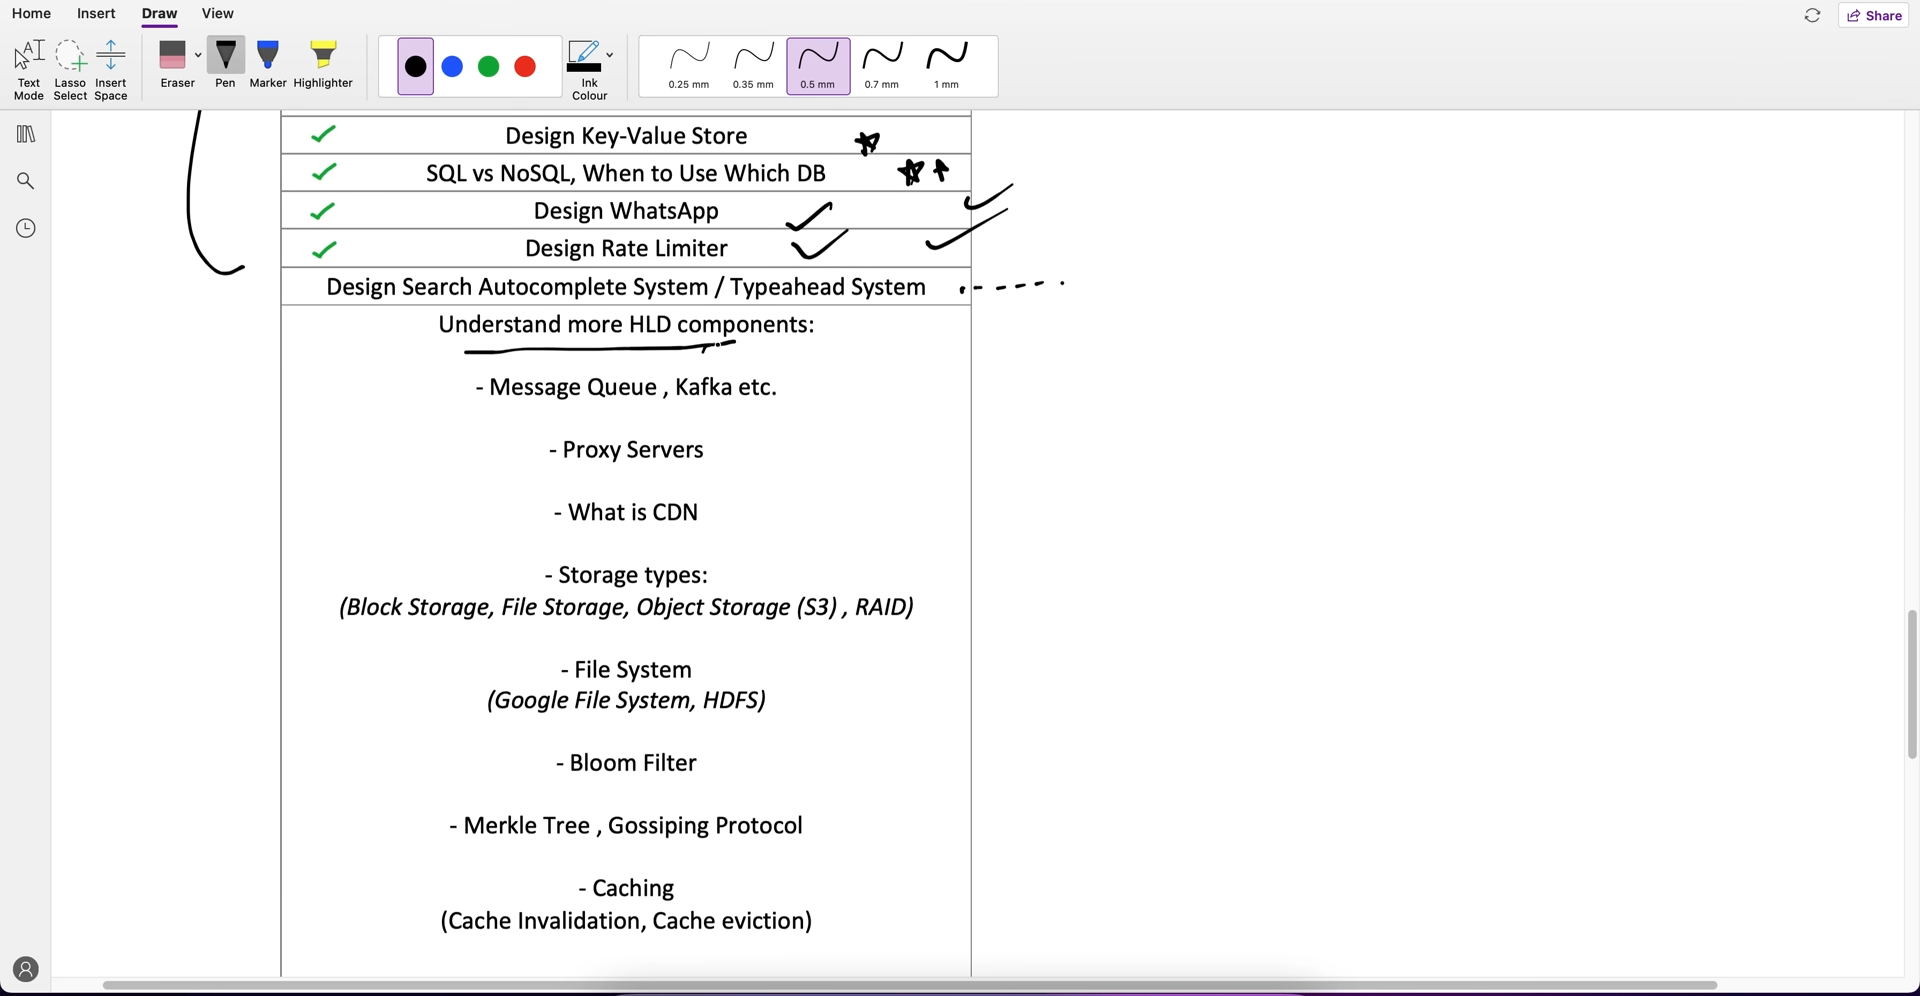 Home Insert Draw View
Share
Text Mode
Lasso Select
Insert Space
Eraser
Pen
Marker
Highlighter
Ink Colour
0.25 mm
0.35 mm
0.5 mm
0.7 mm
1 mm
Design Key-Value Store
SQL vs NoSQL, When to Use Which DB
Design WhatsApp
Design Rate Limiter
Design Search Autocomplete System / Typeahead System
Understand more HLD components:
- Message Queue , Kafka etc.
- Proxy Servers
- What is CDN
- Storage types:
(Block Storage, File Storage, Object Storage (S3) , RAID)
- File System
(Google File System, HDFS)
- Bloom Filter
- Merkle Tree , Gossiping Protocol
- Caching
(Cache Invalidation, Cache eviction)